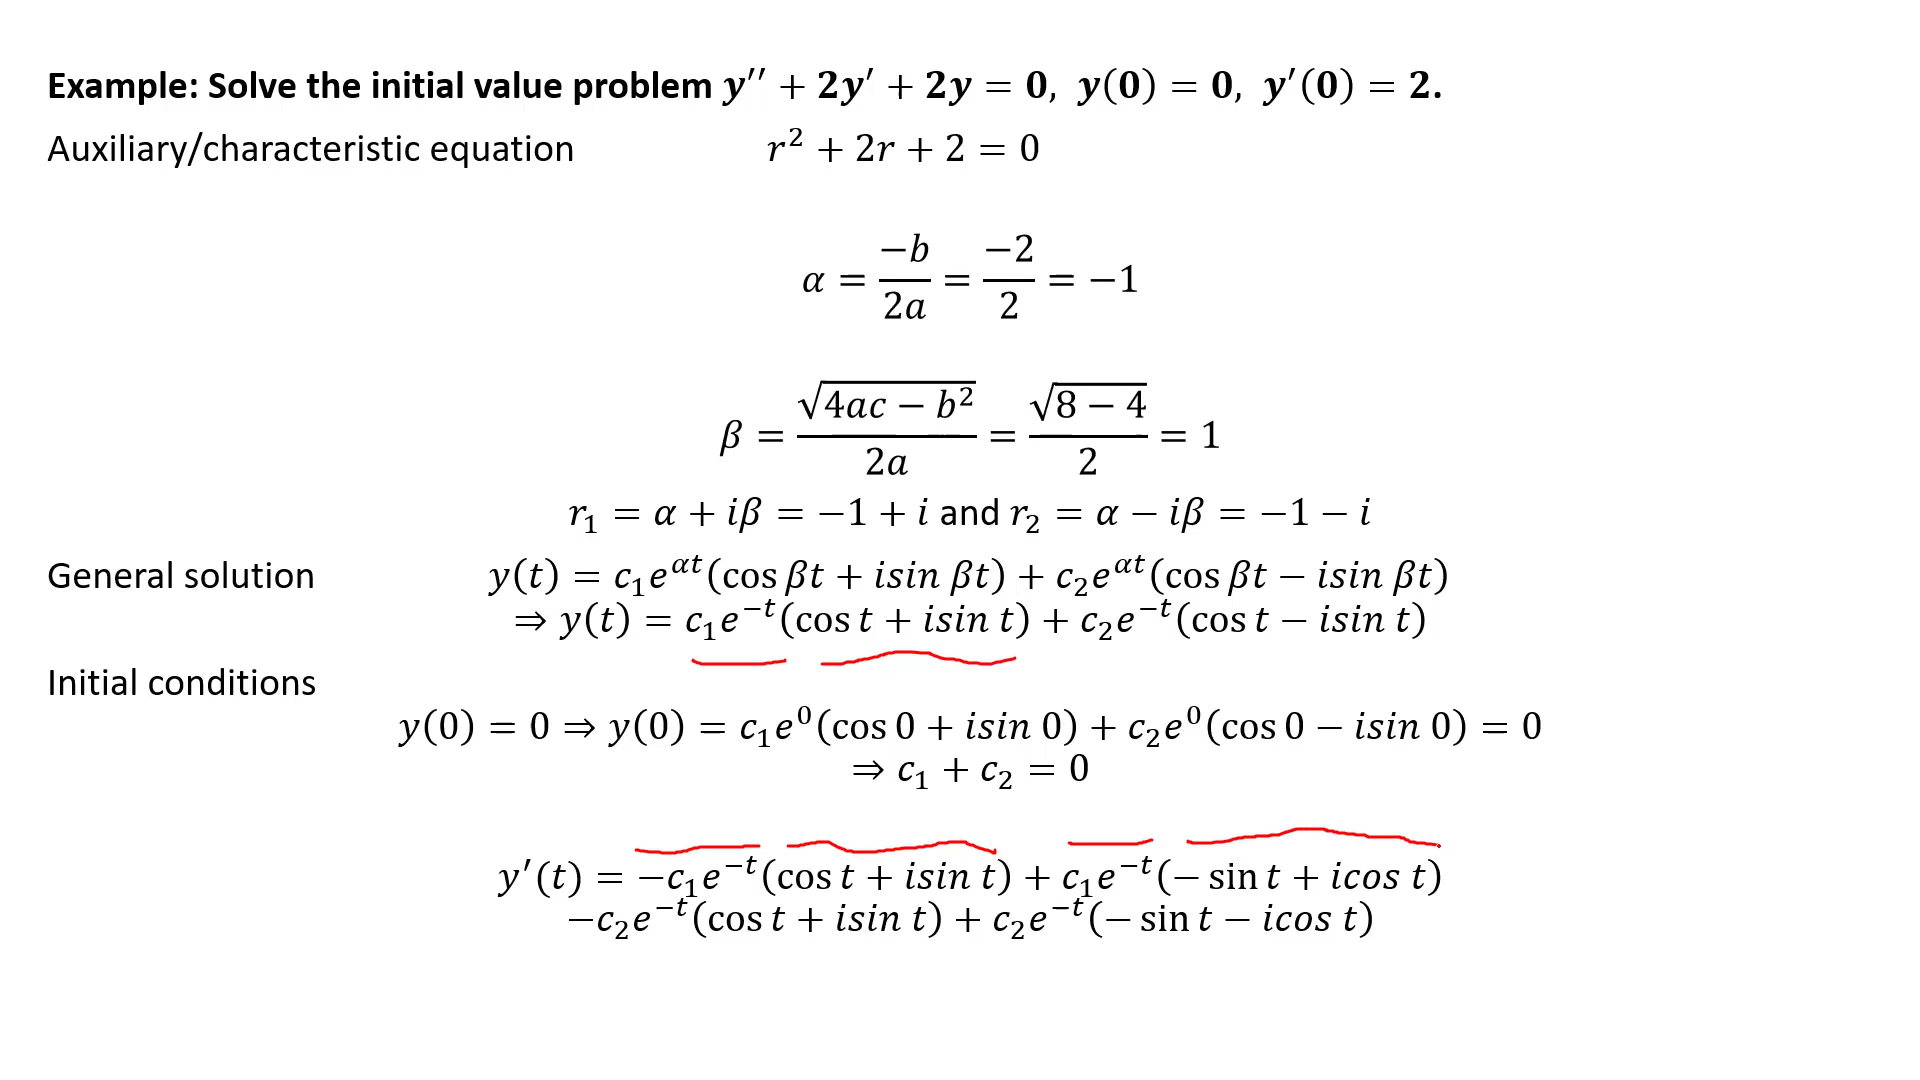 Example: Solve the initial value problem y′′ + 2y′ + 2y = 0, y(0) = 0, y′(0) = 2.
Auxiliary/characteristic equation r² + 2r + 2 = 0
α = −b/2a = −2/2 = −1
β = √(4ac − b²)/2a = √(8 − 4)/2 = 1
r₁ = α + iβ = −1 + i and r₂ = α − iβ = −1 − i
General solution y(t) = c₁e^{αt}(cos βt + isin βt) + c₂e^{αt}(cos βt − isin βt)
⇒ y(t) = c₁e^{−t}(cos t + isin t) + c₂e^{−t}(cos t − isin t)
Initial conditions
y(0) = 0 ⇒ y(0) = c₁e⁰(cos 0 + isin 0) + c₂e⁰(cos 0 − isin 0) = 0
⇒ c₁ + c₂ = 0
y′(t) = −c₁e^{−t}(cos t + isin t) + c₁e^{−t}(− sin t + icos t)
−c₂e^{−t}(cos t + isin t) + c₂e^{−t}(− sin t − icos t)